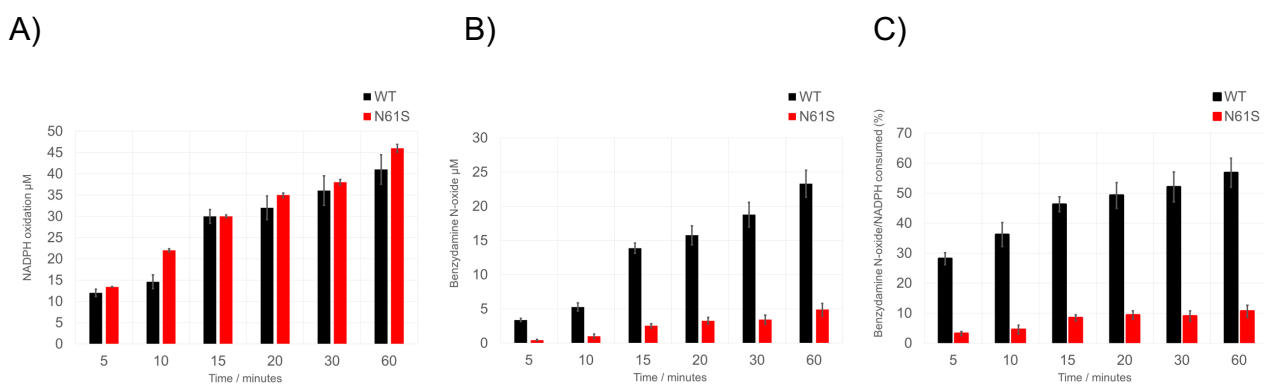 A)
WT
N61S
NADPH oxidation µM
50
45
40
35
30
25
20
15
10
5
0
5 10 15 20 30 60
Time / minutes
B)
WT
N61S
Benzydamine N-oxide µM
30
25
20
15
10
5
0
5 10 15 20 30 60
Time / minutes
C)
WT
N61S
Benzydamine N-oxide/NADPH consumed (%)
70
60
50
40
30
20
10
0
5 10 15 20 30 60
Time / minutes